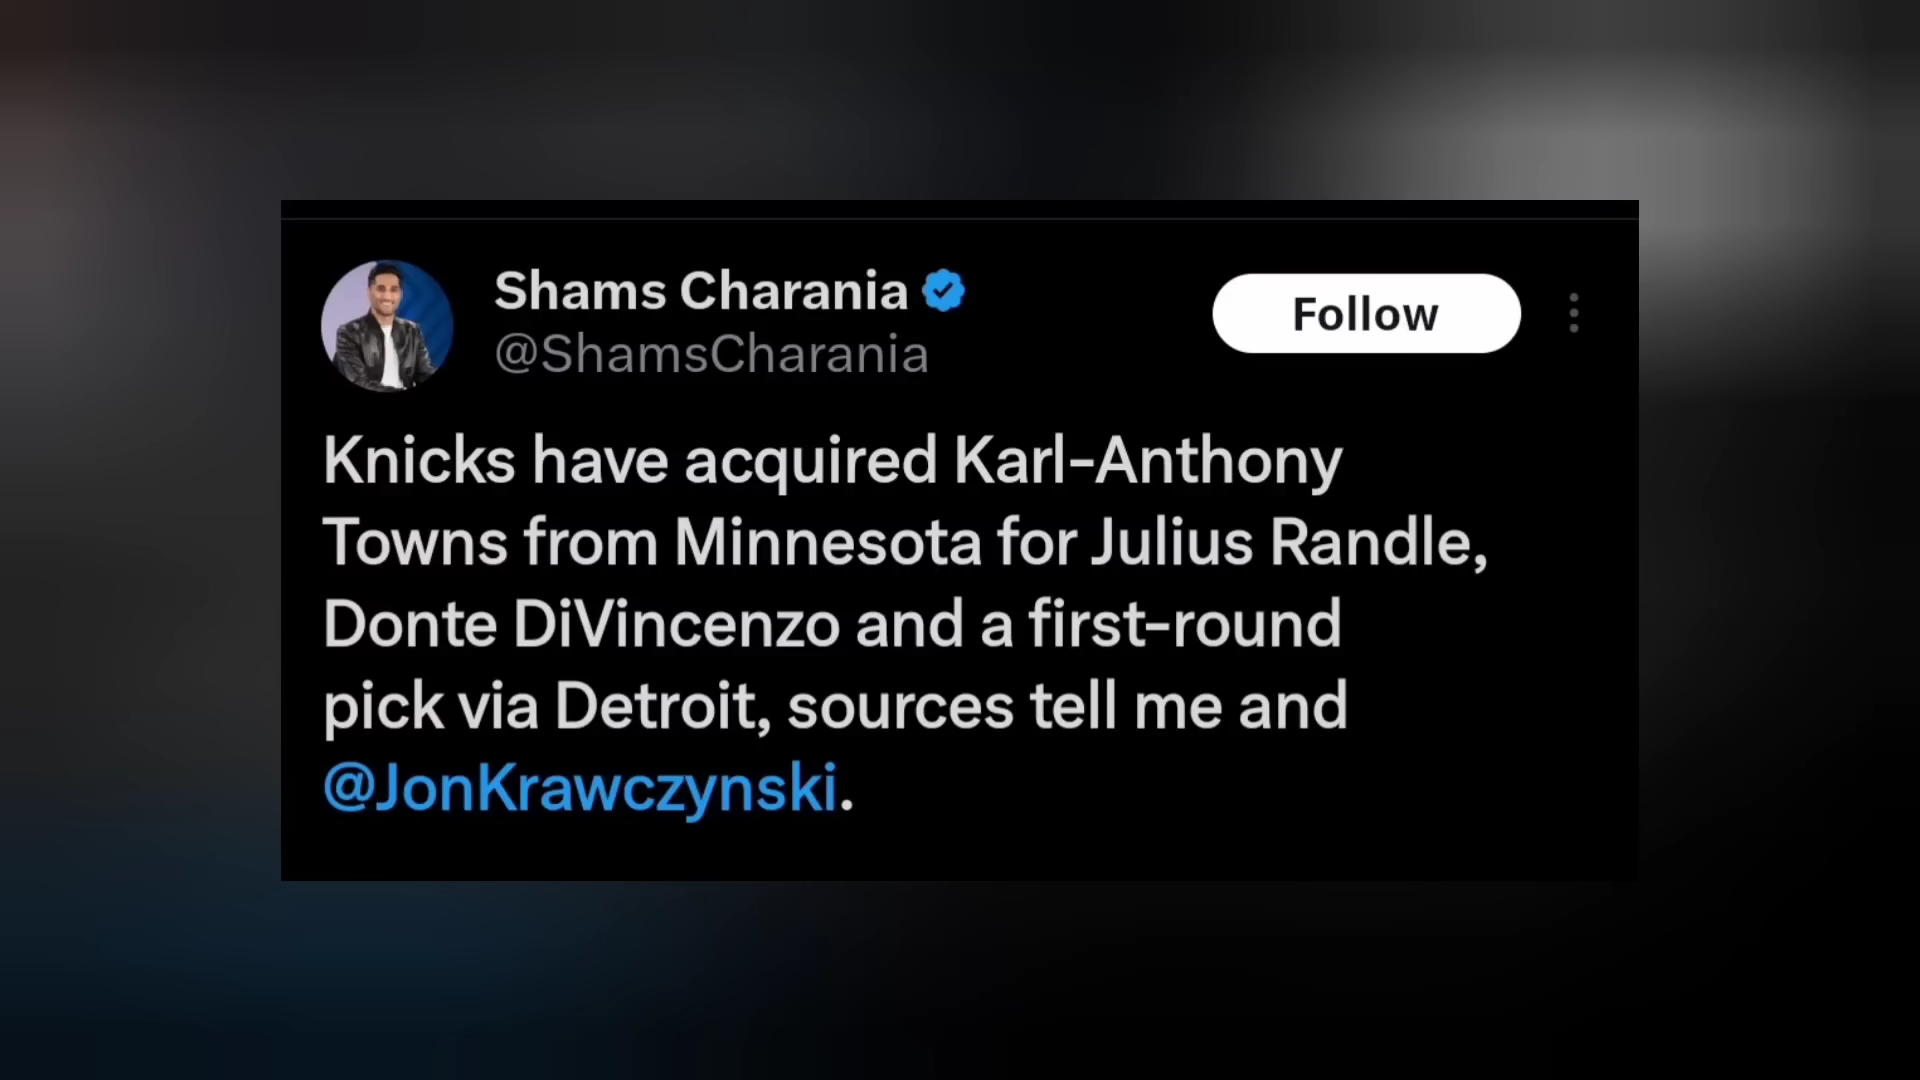 Shams Charania
@ShamsCharania
Follow
Knicks have acquired Karl-Anthony
Towns from Minnesota for Julius Randle,
Donte DiVincenzo and a first-round
pick via Detroit, sources tell me and
@JonKrawczynski.